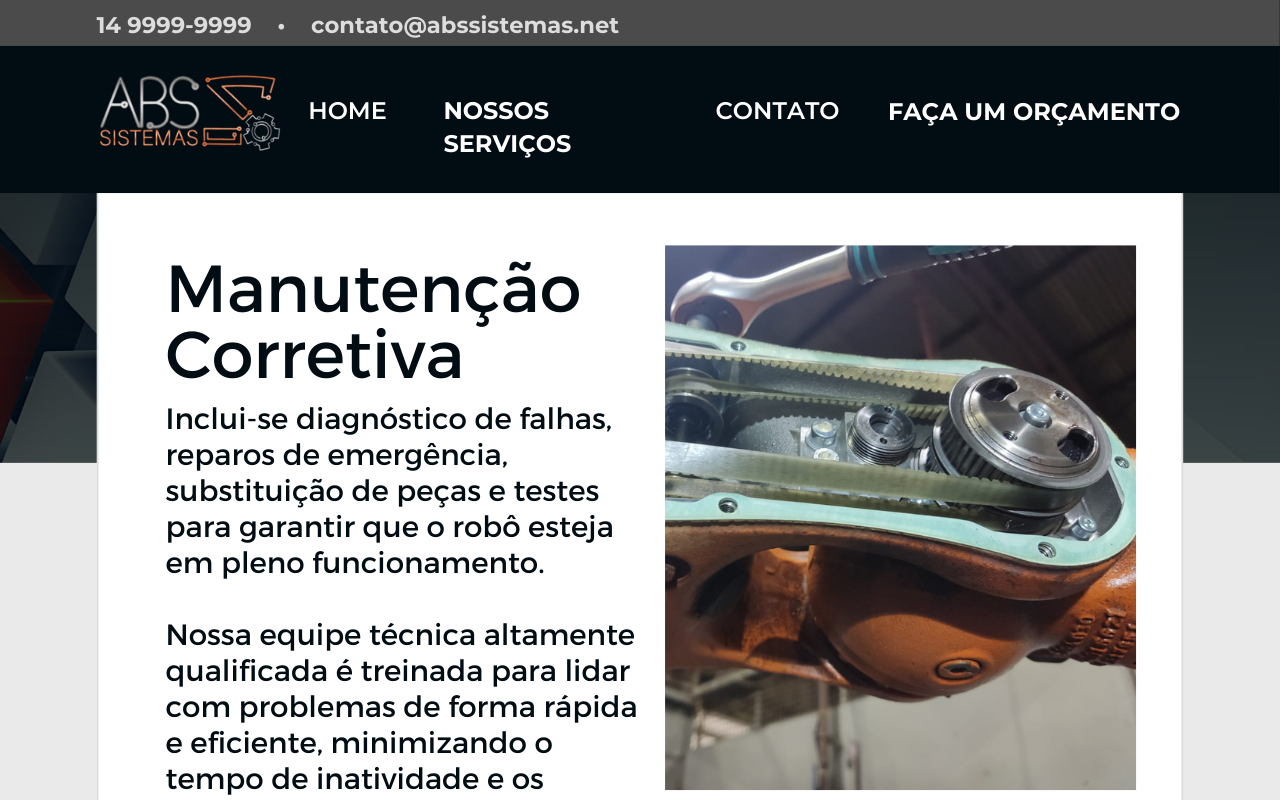 14 9999-9999 • contato@abssistemas.net
ABS
SISTEMAS
HOME
NOSSOS
SERVIÇOS
CONTATO
FAÇA UM ORÇAMENTO
Manutenção
Corretiva
Inclui-se diagnóstico de falhas,
reparos de emergência,
substituição de peças e testes
para garantir que o robô esteja
em pleno funcionamento.
Nossa equipe técnica altamente
qualificada é treinada para lidar
com problemas de forma rápida
e eficiente, minimizando o
tempo de inatividade e os